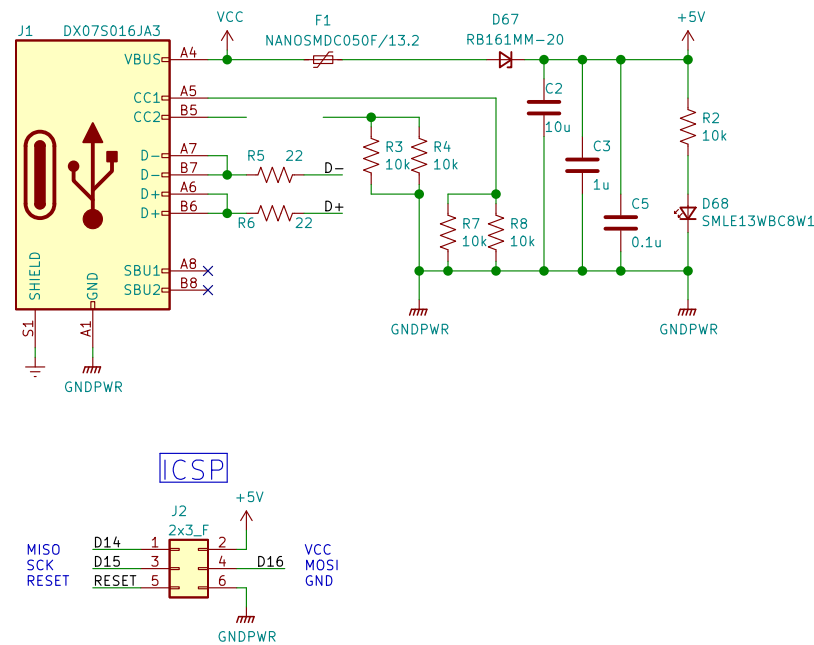 J1 DX07S016JA3
VCC
F1
NANOSMDC050F/13.2
D67
RB161MM-20
+5V
VBUS A4
CC1 A5
CC2 B5
D- A7
D- B7
D+ A6
D+ B6
SBU1 A8
SBU2 B8
SHIELD
GND
S1
A1
R5 22
D-
D+
R6 22
R3
10k
R4
10k
R7
10k
R8
10k
C2
10u
C3
1u
C5
0.1u
R2
10k
D68
SMLE13WBC8W1
GNDPWR
GNDPWR
GNDPWR
ICSP
+5V
J2
2x3_F
MISO D14 1 2 VCC
SCK D15 3 4 D16 MOSI
RESET RESET 5 6 GND
GNDPWR